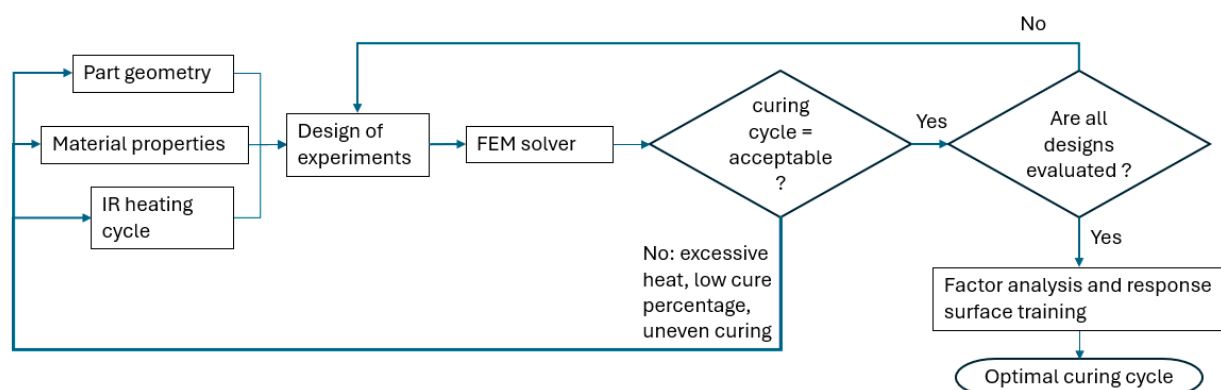 No
Part geometry
Material properties
IR heating
cycle
Design of
experiments
FEM solver
curing
cycle =
acceptable
?
Yes
Are all
designs
evaluated ?
No: excessive
heat, low cure
percentage,
uneven curing
Yes
Factor analysis and response
surface training
Optimal curing cycle